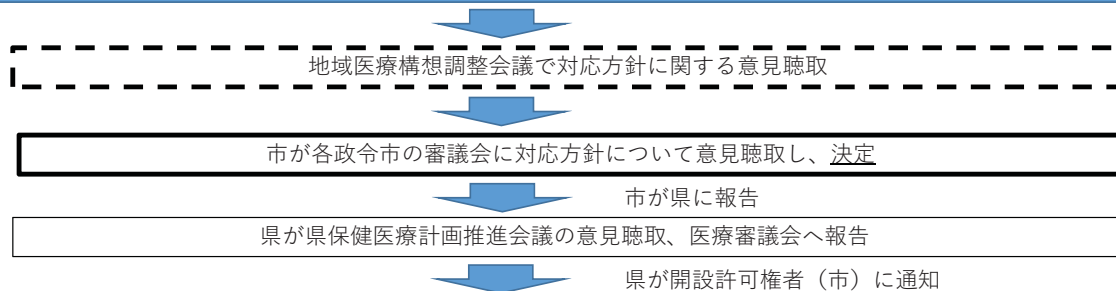 地域医療構想調整会議で対応方針に関する意見聴取
市が各政令市の審議会に対応方針について意見聴取し、決定
市が県に報告
県が県保健医療計画推進会議の意見聴取、医療審議会へ報告
県が開設許可権者（市）に通知